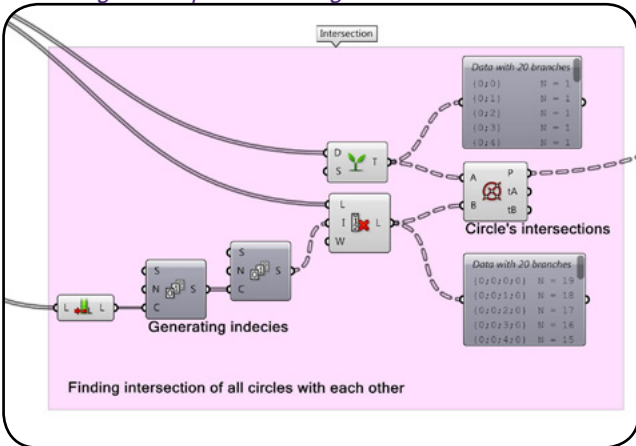 Intersection
Data with 20 branches
{0;0} N = 1
{0;1} N = 1
{0;2} N = 1
{0;3} N = 1
{0;4} N = 1
D
S
T
A
B
P
tA
tB
L
I
W
L
Circle's intersections
S
N
C
S
S
N
C
S
L
L
Generating indecies
Data with 20 branches
{0;0;0;0} N = 19
{0;0;1;0} N = 18
{0;0;2;0} N = 17
{0;0;3;0} N = 16
{0;0;4;0} N = 15
Finding intersection of all circles with each other